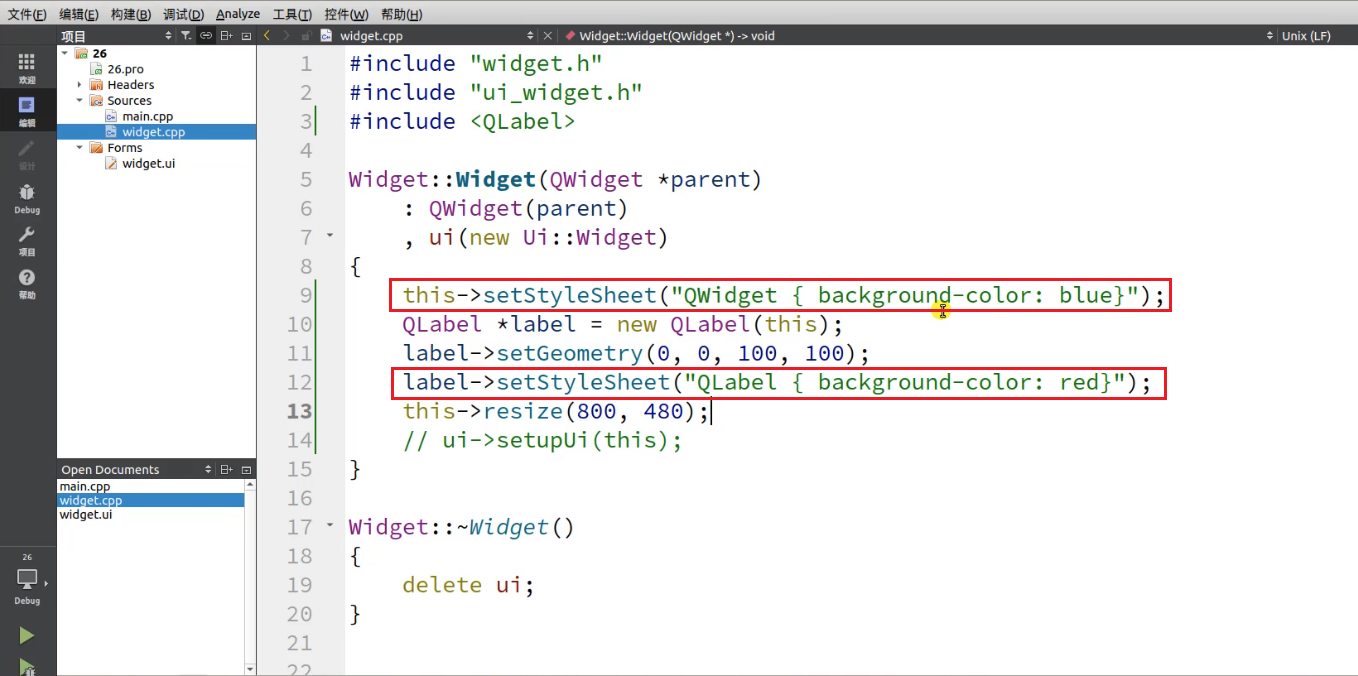 文件(F) 编辑(E) 构建(B) 调试(D) Analyze 工具(T) 控件(W) 帮助(H)
项目
widget.cpp
Widget::Widget(QWidget *) -> void
Unix (LF)
欢迎
编辑
设计
Debug
项目
帮助
26
Debug
26
26.pro
Headers
Sources
main.cpp
widget.cpp
Forms
widget.ui
Open Documents
main.cpp
widget.cpp
widget.ui
1 #include "widget.h"
2 #include "ui_widget.h"
3 #include <QLabel>
4
5 Widget::Widget(QWidget *parent)
6 : QWidget(parent)
7 , ui(new Ui::Widget)
8 {
9 this->setStyleSheet("QWidget { background-color: blue}");
10 QLabel *label = new QLabel(this);
11 label->setGeometry(0, 0, 100, 100);
12 label->setStyleSheet("QLabel { background-color: red}");
13 this->resize(800, 480);
14 // ui->setupUi(this);
15 }
16
17 Widget::~Widget()
18 {
19 delete ui;
20 }
21
22